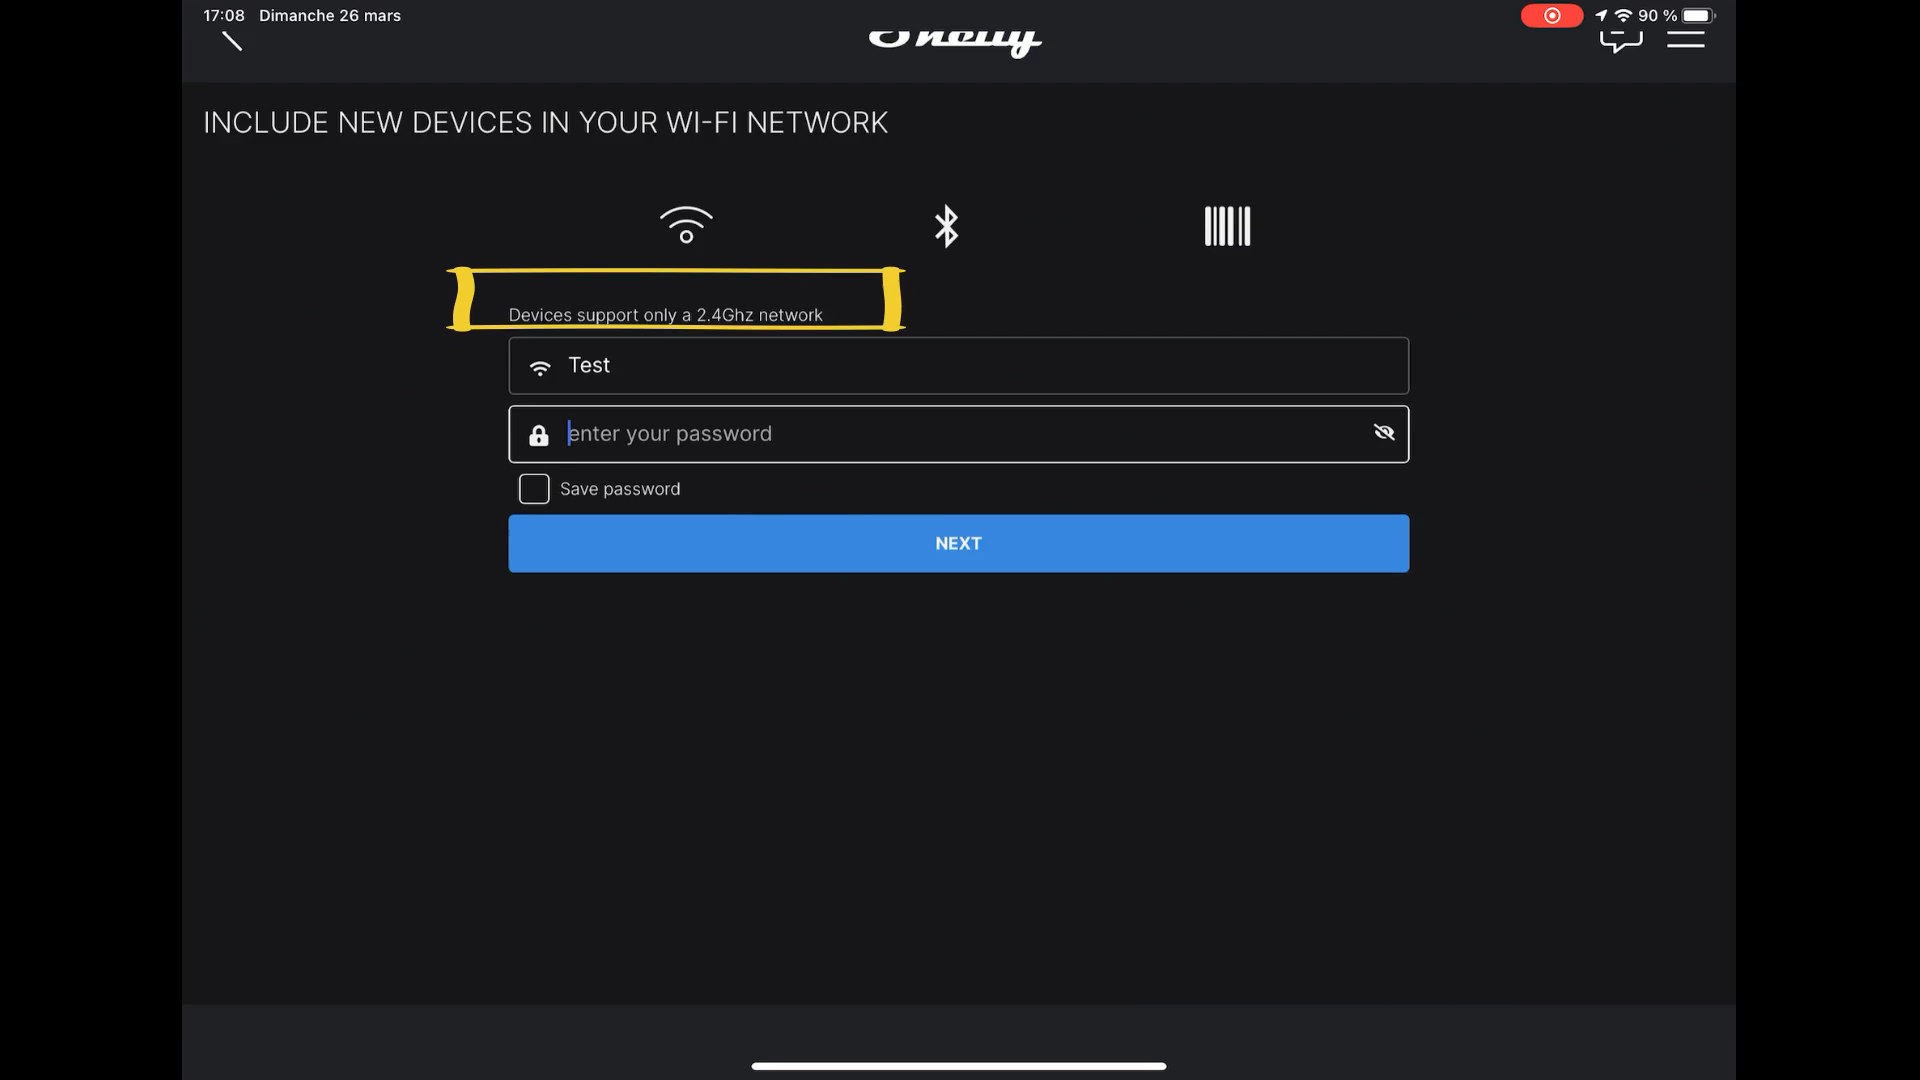 17:08 Dimanche 26 mars 90 %
Shelly
INCLUDE NEW DEVICES IN YOUR WI-FI NETWORK
Devices support only a 2.4Ghz network
Test
enter your password
Save password
NEXT